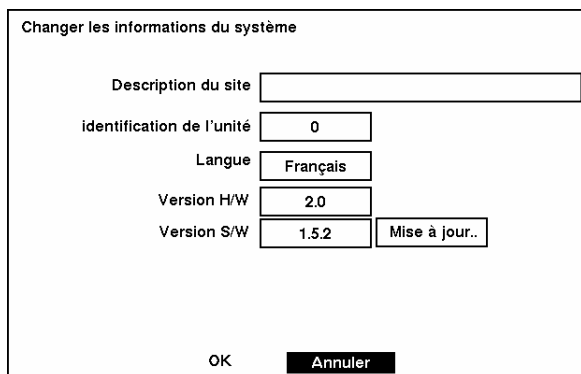 Changer les informations du système
Description du site
identification de l'unité 0
Langue Français
Version H/W 2.0
Version S/W 1.5.2 Mise à jour..
OK Annuler